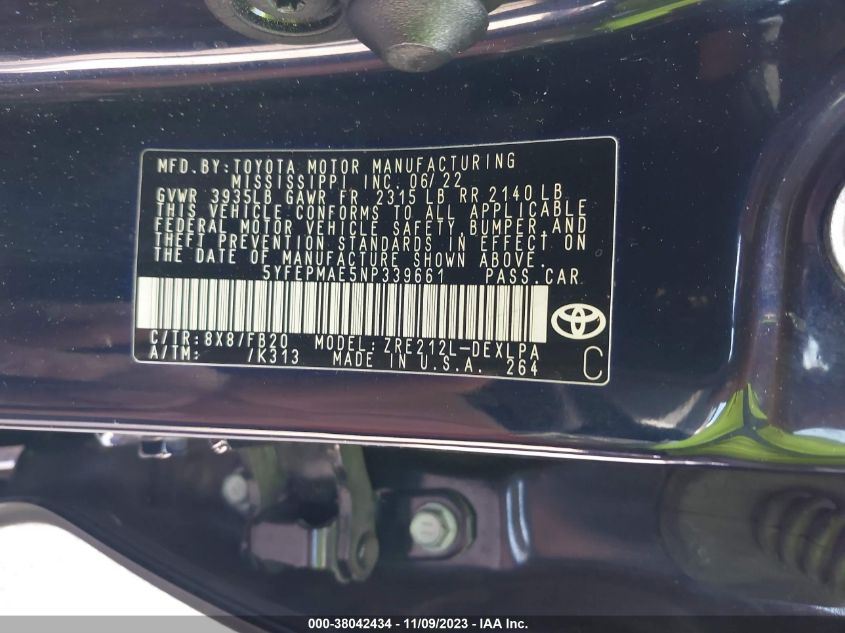 MFD.BY:TOYOTA MOTOR MANUFACTURING
MISSISSIPPI, INC. 06/22
GVWR 3935LB GAWR FR 2315 LB RR 2140 LB
THIS VEHICLE CONFORMS TO ALL APPLICABLE
FEDERAL MOTOR VEHICLE SAFETY,BUMPER,AND
THEFT PREVENTION STANDARDS IN EFFECT ON
THE DATE OF MANUFACTURE SHOWN ABOVE.
5YFEPMAE5NP339661 PASS.CAR
C/TR:8X8/FB20 MODEL:ZRE212L-DEXLPA
A/TM: /K313 MADE IN U.S.A. 264
C
000-38042434 - 11/09/2023 - IAA Inc.